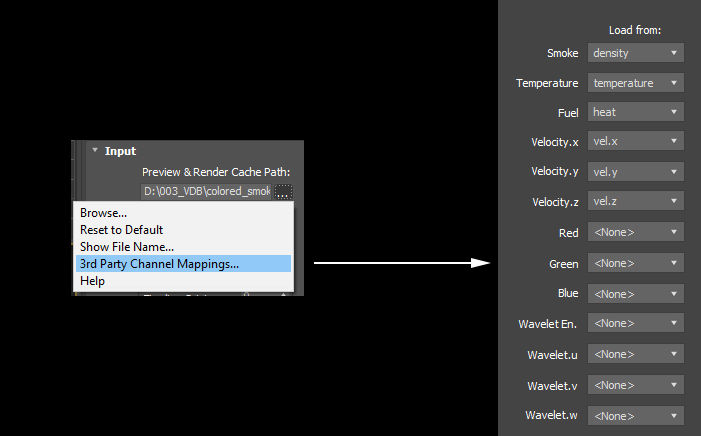 Input
Preview & Render Cache Path:
D:\003_VDB\colored_smok ...
Browse...
Reset to Default
Show File Name...
3rd Party Channel Mappings...
Help
Load from:
Smoke density
Temperature temperature
Fuel heat
Velocity.x vel.x
Velocity.y vel.y
Velocity.z vel.z
Red <None>
Green <None>
Blue <None>
Wavelet En. <None>
Wavelet.u <None>
Wavelet.v <None>
Wavelet.w <None>